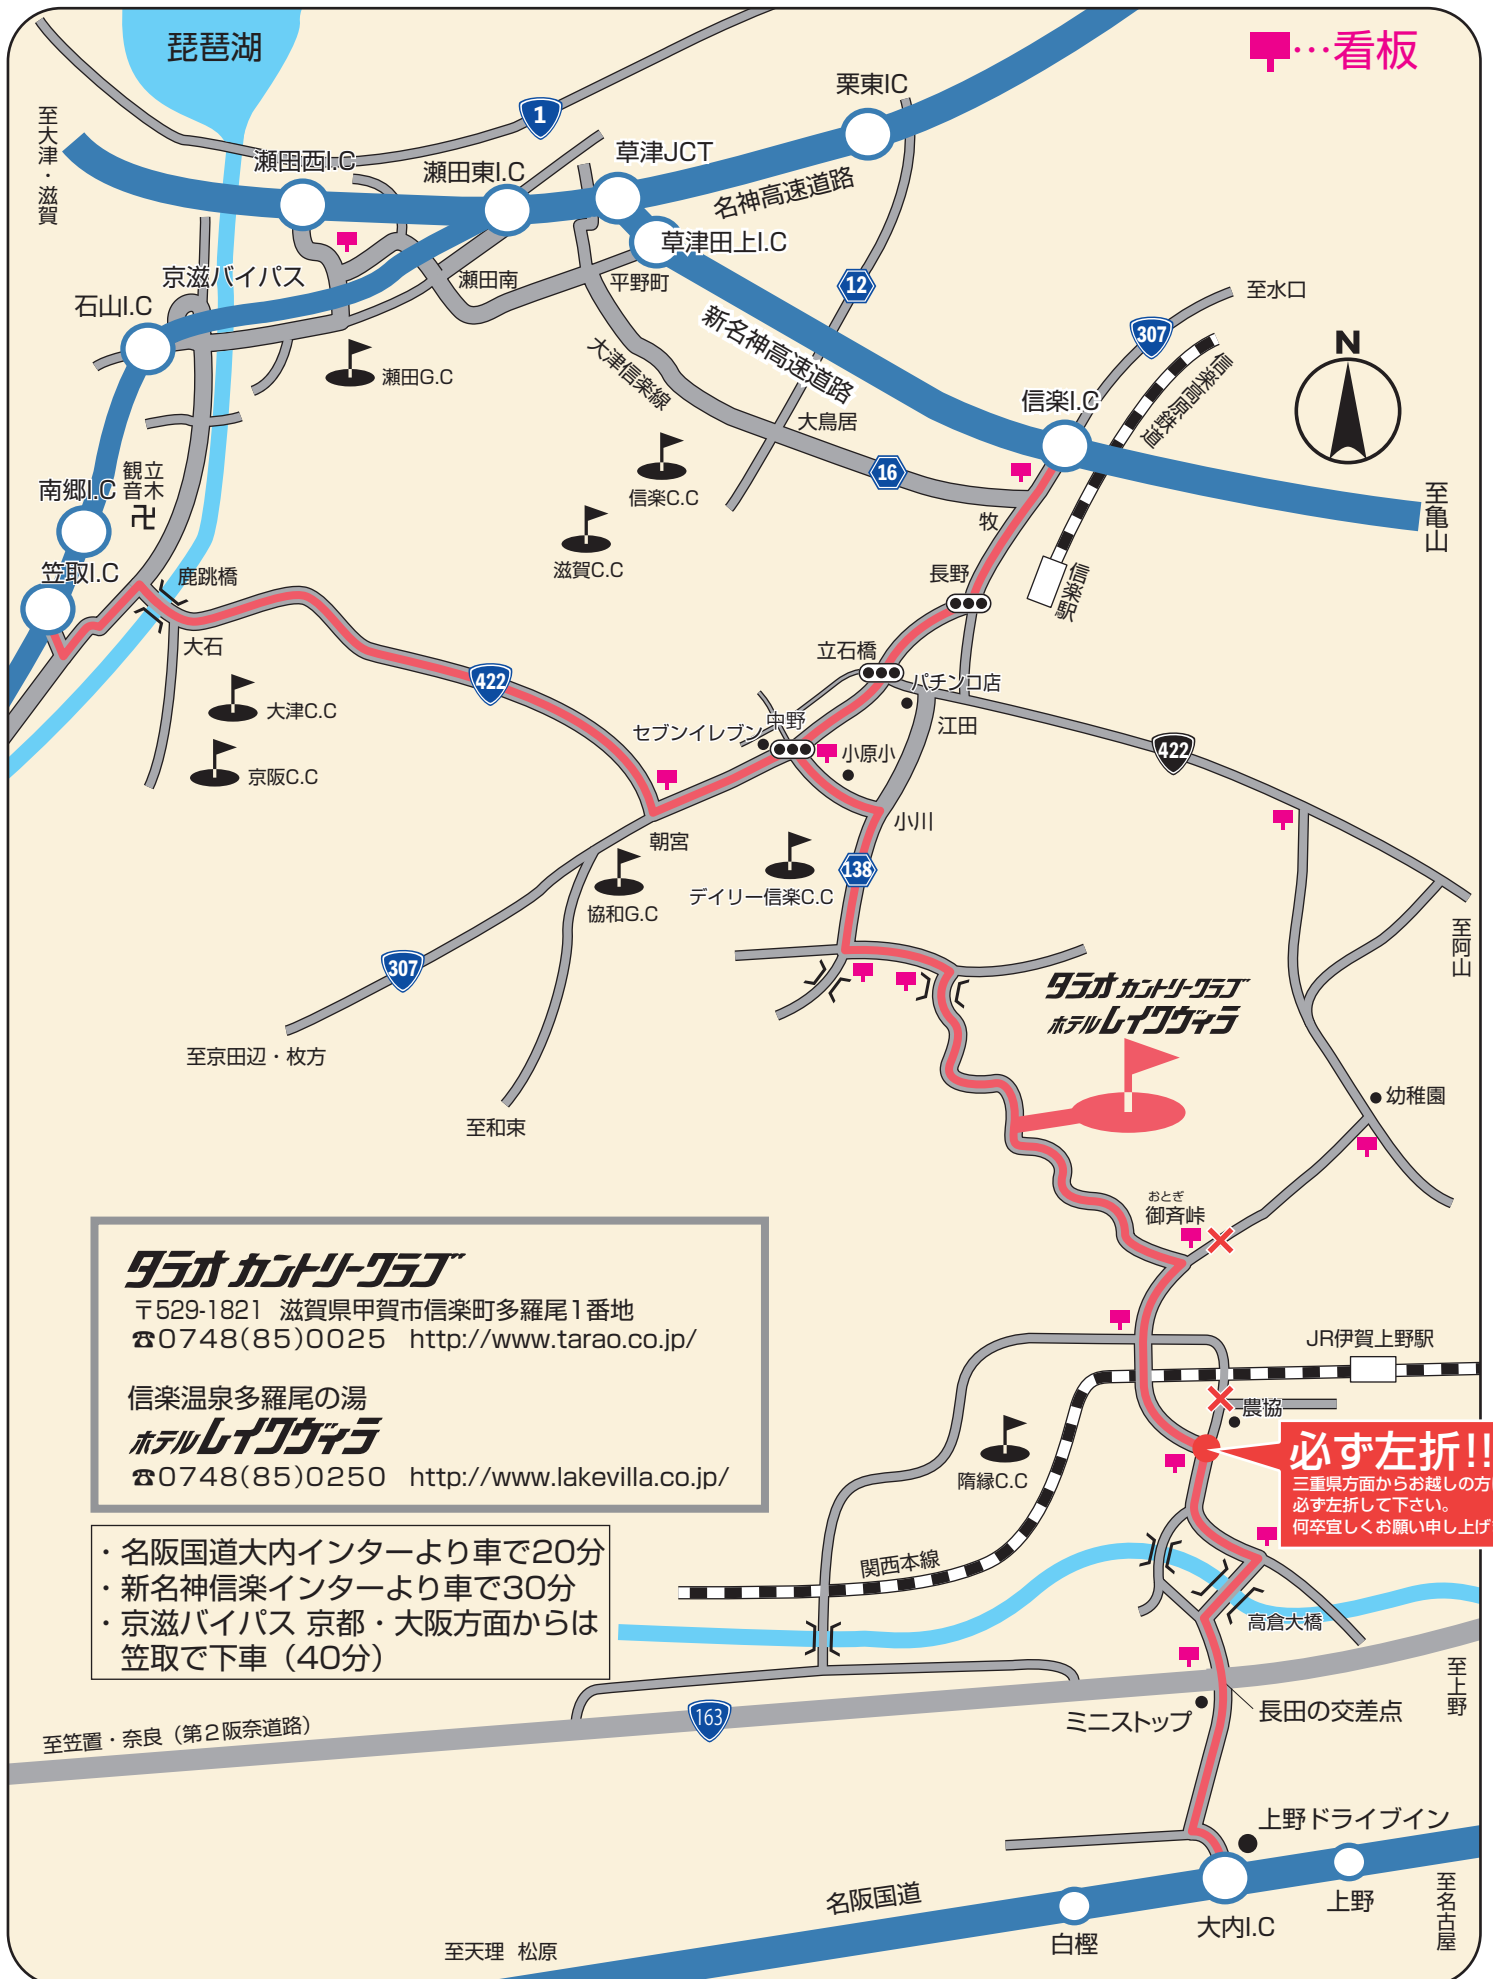 琵琶湖
…看板
至大津・滋賀
1
栗東IC
瀬田西I.C
瀬田東I.C
草津JCT
名神高速道路
草津田上I.C
京滋バイパス
瀬田南
平野町
12
至水口
石山I.C
新名神高速道路
307
信楽高原鉄道
N
瀬田G.C
大津信楽線
信楽I.C
大鳥居
16
信楽C.C
立木観音
卍
南郷I.C
至亀山
牧
滋賀C.C
長野
信楽駅
笠取I.C
鹿跳橋
大石
立石橋
パチンコ店
422
大津C.C
セブンイレブン
中野
江田
小原小
422
京阪C.C
小川
朝宮
138
デイリー信楽C.C
協和G.C
307
至阿山
タラオ カントリークラブ
ホテル レイクヴィラ
至京田辺・枚方
至和束
幼稚園
おとぎ
御斉峠
タラオ カントリークラブ
〒529-1821 滋賀県甲賀市信楽町多羅尾1番地
☎0748(85)0025 http://www.tarao.co.jp/
信楽温泉多羅尾の湯
ホテル レイクヴィラ
☎0748(85)0250 http://www.lakevilla.co.jp/
JR伊賀上野駅
農協
必ず左折!!
三重県方面からお越しの方
必ず左折して下さい。
何卒宜しくお願い申し上げ
隋縁C.C
・名阪国道大内インターより車で20分
・新名神信楽インターより車で30分
・京滋バイパス 京都・大阪方面からは
笠取で下車（40分）
関西本線
高倉大橋
至上野
長田の交差点
163
ミニストップ
至笠置・奈良（第２阪奈道路）
上野ドライブイン
名阪国道
上野
至名古屋
大内I.C
白樫
至天理 松原